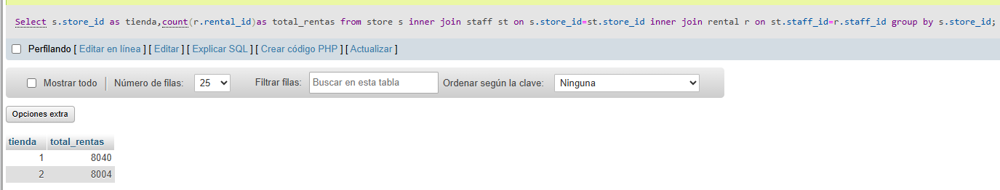 Select s.store_id as tienda,count(r.rental_id)as total_rentas from store s inner join staff st on s.store_id=st.store_id inner join rental r on st.staff_id=r.staff_id group by s.store_id;
Perfilando [ Editar en línea ] [ Editar ] [ Explicar SQL ] [ Crear código PHP ] [ Actualizar ]
Mostrar todo Número de filas: 25 Filtrar filas: Buscar en esta tabla Ordenar según la clave: Ninguna
Opciones extra
tienda total_rentas
1 8040
2 8004